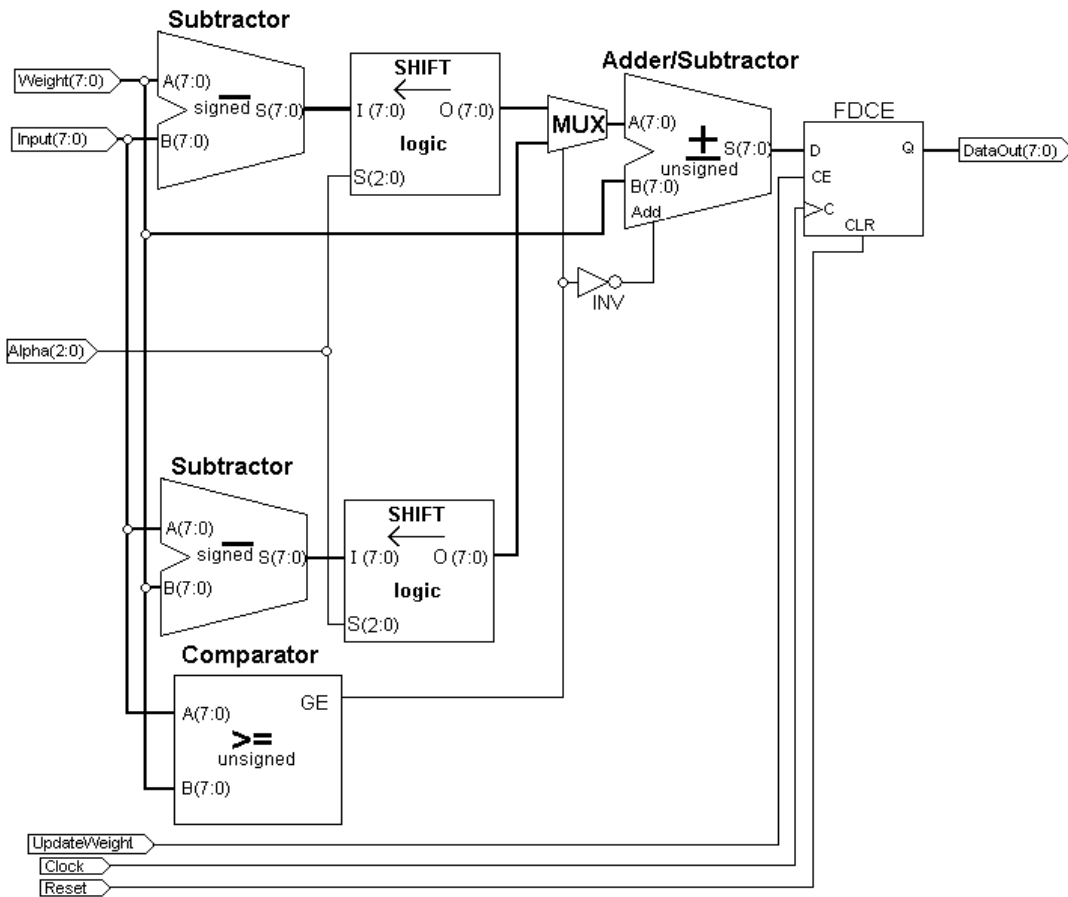 Subtractor
Weight(7:0)
A(7:0)
signed
S(7:0)
Input(7:0)
B(7:0)
SHIFT
I (7:0)
O (7:0)
logic
S(2:0)
MUX
Adder/Subtractor
A(7:0)
±
S(7:0)
unsigned
B(7:0)
Add
INV
FDCE
D
Q
CE
C
CLR
DataOut(7:0)
Alpha(2:0)
Subtractor
A(7:0)
signed
S(7:0)
B(7:0)
SHIFT
I (7:0)
O (7:0)
logic
S(2:0)
Comparator
GE
A(7:0)
>=
unsigned
B(7:0)
UpdateWeight
Clock
Reset